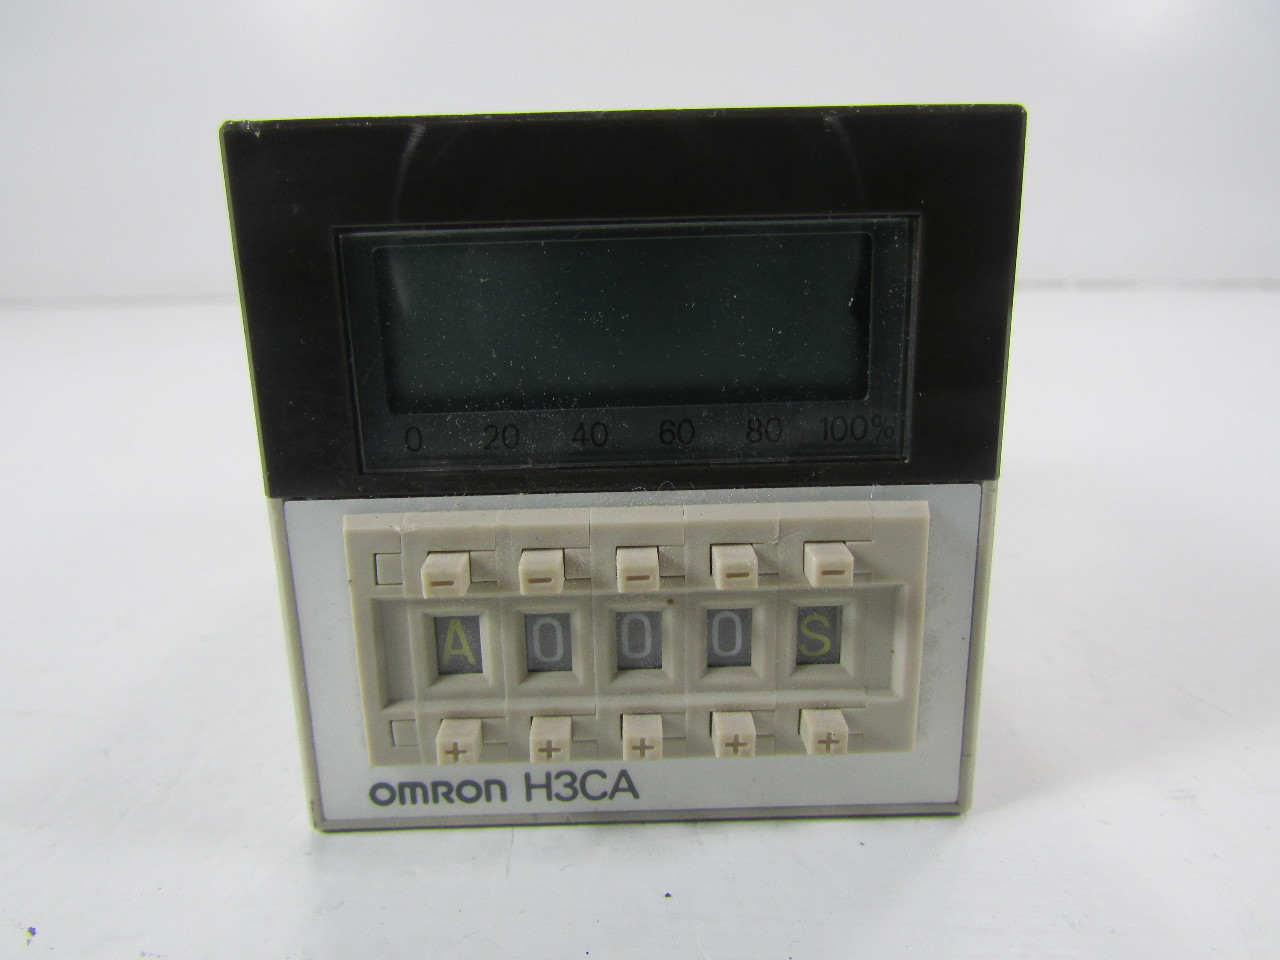 0 20 40 60 80 100%
- - - - -
A 0 0 0 S
+ + + + +
OMRON H3CA